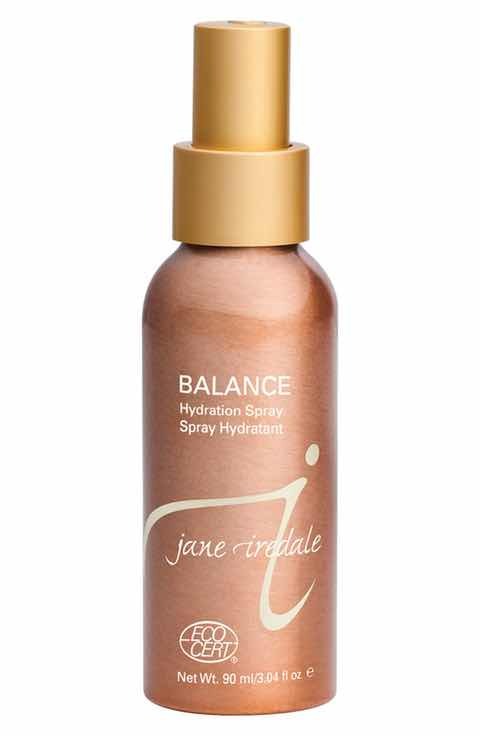 BALANCE
Hydration Spray
Spray Hydratant
jane iredale
ECO
CERT®
Net Wt. 90 ml/3.04 fl oz ℮